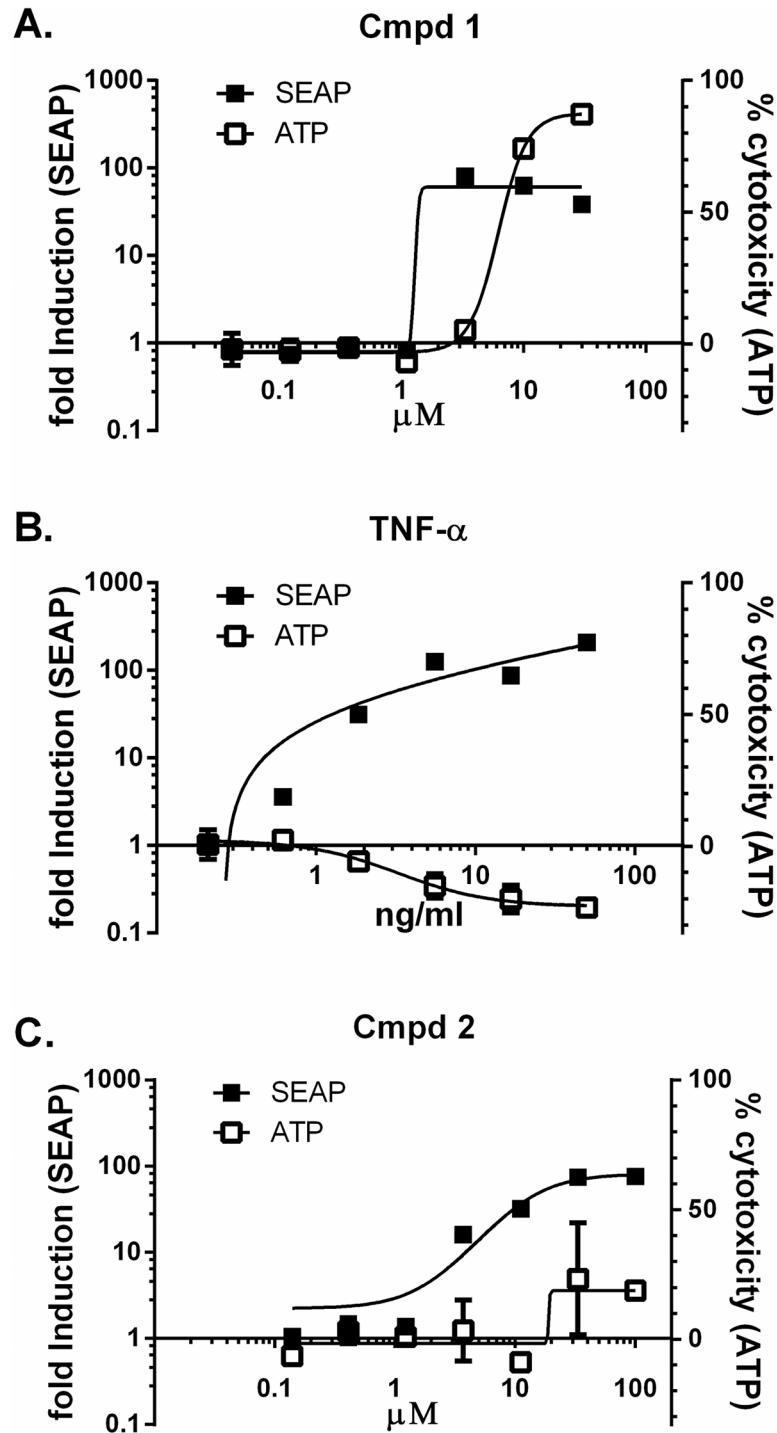 A.
Cmpd 1
SEAP
ATP
fold Induction (SEAP)
1000
100
10
1
0.1
% cytotoxicity (ATP)
100
50
0
0.1 1 10 100
μM
B.
TNF-α
SEAP
ATP
fold Induction (SEAP)
1000
100
10
1
0.1
% cytotoxicity (ATP)
100
50
0
1 10 100
ng/ml
C.
Cmpd 2
SEAP
ATP
fold Induction (SEAP)
1000
100
10
1
0.1
% cytotoxicity (ATP)
100
50
0
0.1 1 10 100
μM